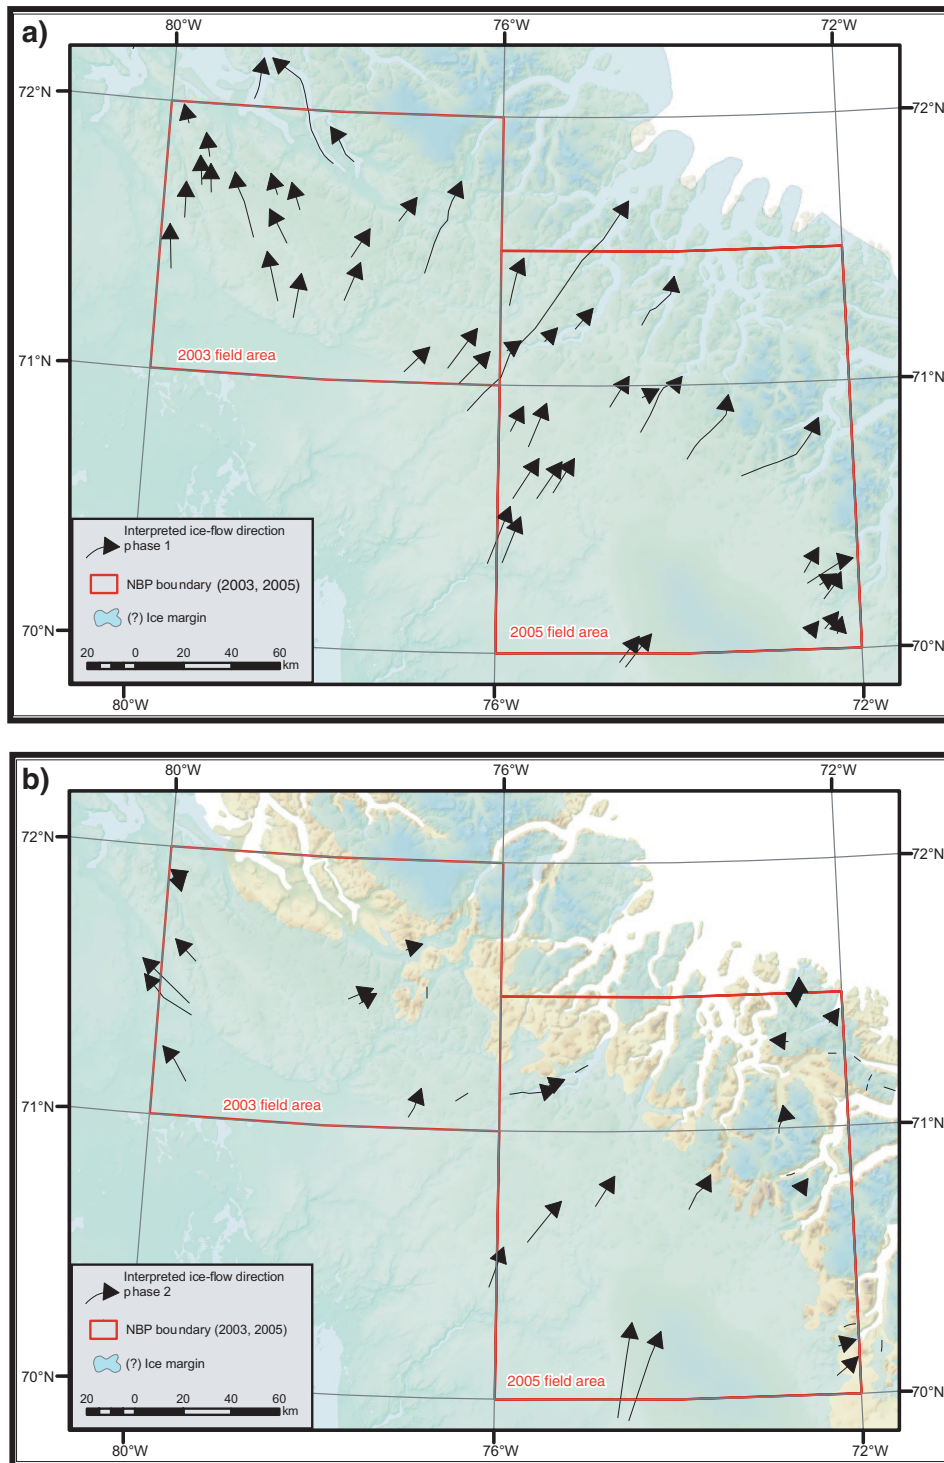 a)
80°W 76°W 72°W
72°N 72°N
2003 field area
71°N 71°N
Interpreted ice-flow direction
phase 1
NBP boundary (2003, 2005)
(?) Ice margin
20 0 20 40 60
km
2005 field area
70°N 70°N
80°W 76°W 72°W
b)
80°W 76°W 72°W
72°N 72°N
2003 field area
71°N 71°N
Interpreted ice-flow direction
phase 2
NBP boundary (2003, 2005)
(?) Ice margin
20 0 20 40 60
km
2005 field area
70°N 70°N
80°W 76°W 72°W